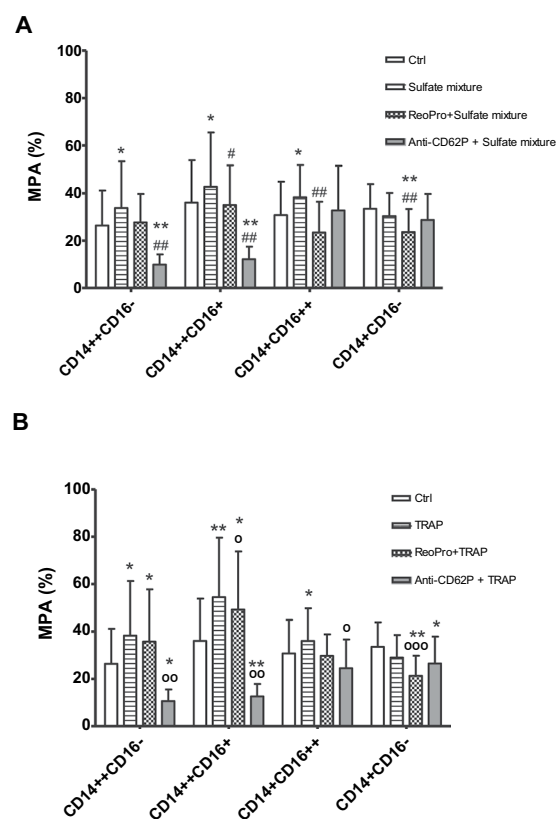 A
100
80
60
40
20
0
MPA (%)
Ctrl
Sulfate mixture
ReoPro+Sulfate mixture
Anti-CD62P + Sulfate mixture
*
**
##
*
#
**
##
*
##
**
##
CD14++CD16-
CD14++CD16+
CD14+CD16++
CD14+CD16-
B
100
80
60
40
20
0
MPA (%)
Ctrl
TRAP
ReoPro+TRAP
Anti-CD62P + TRAP
*
*
*
oo
**
*
o
**
oo
*
o
**
ooo
*
CD14++CD16-
CD14++CD16+
CD14+CD16++
CD14+CD16-